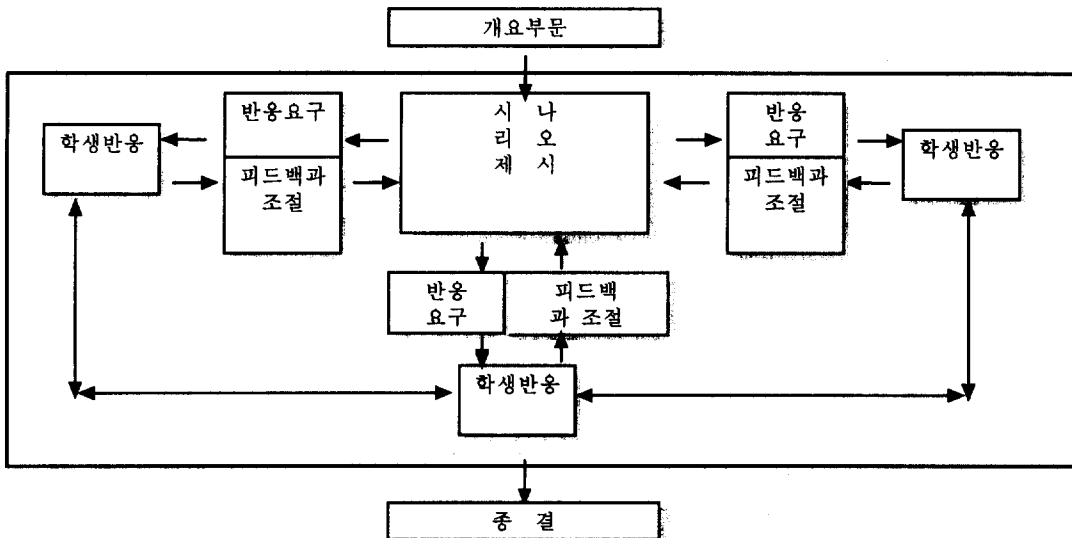 개요부문
학생반응
반응요구
피드백과
조절
시 나
리 오
제 시
반응
요구
피드백과
조절
학생반응
반응
요구
피드백
과 조절
학생반응
종 결